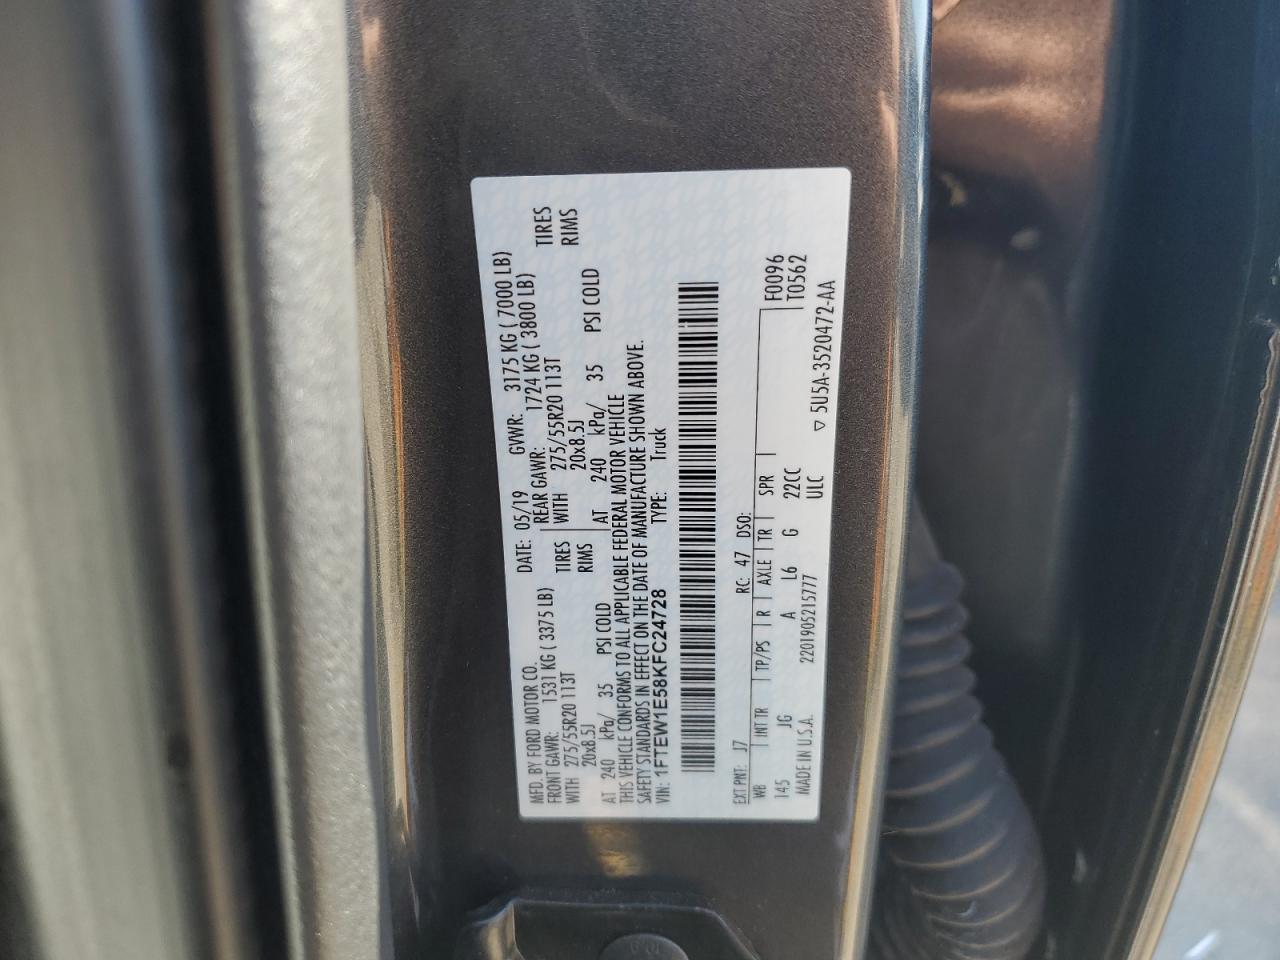 MFD. BY FORD MOTOR CO.
DATE: 05/19 GVWR: 3175 KG ( 7000 LB)
FRONT GAWR: 1531 KG ( 3375 LB) REAR GAWR: 1724 KG ( 3800 LB)
WITH 275/55R20 113T TIRES WITH 275/55R20 113T TIRES
20x8.5J RIMS 20x8.5J RIMS
AT 240 kPa/ 35 PSI COLD AT 240 kPa/ 35 PSI COLD
THIS VEHICLE CONFORMS TO ALL APPLICABLE FEDERAL MOTOR VEHICLE
SAFETY STANDARDS IN EFFECT ON THE DATE OF MANUFACTURE SHOWN ABOVE.
VIN: 1FTEW1E58KFC24728 TYPE: Truck
EXT PNT: J7 RC: 47 DSO: F0096
WB INT TR TP/PS R AXLE TR SPR T0562
145 JG A L6 G 22CC
MADE IN U.S.A. 2201905215777 ULC ▽ 5U5A-3520472-AA